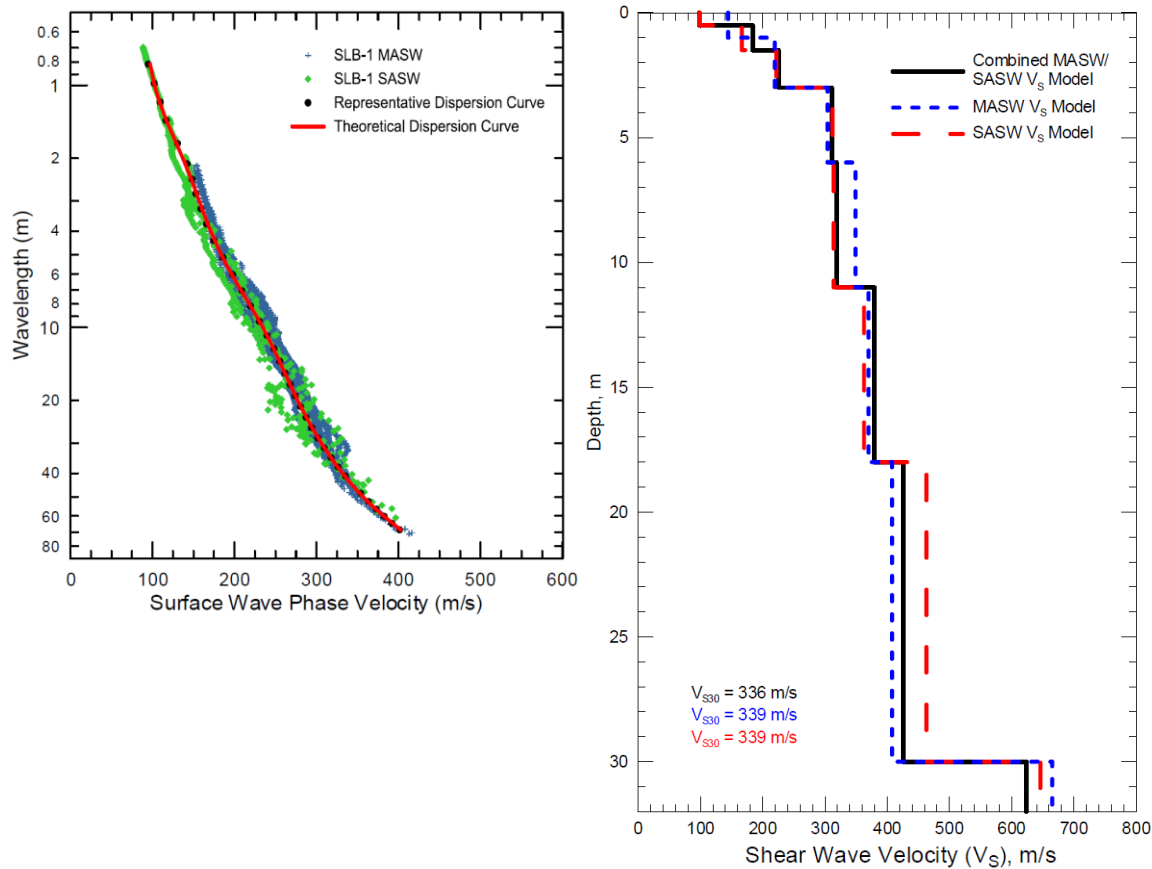 0.6
0.8
1
2
4
6
8
10
20
40
60
80
Wavelength (m)
0 100 200 300 400 500 600
Surface Wave Phase Velocity (m/s)
SLB-1 MASW
SLB-1 SASW
Representative Dispersion Curve
Theoretical Dispersion Curve
0
5
10
15
20
25
30
Depth, m
0 100 200 300 400 500 600 700 800
Shear Wave Velocity (VS), m/s
Combined MASW/
SASW VS Model
MASW VS Model
SASW VS Model
VS30 = 336 m/s
VS30 = 339 m/s
VS30 = 339 m/s